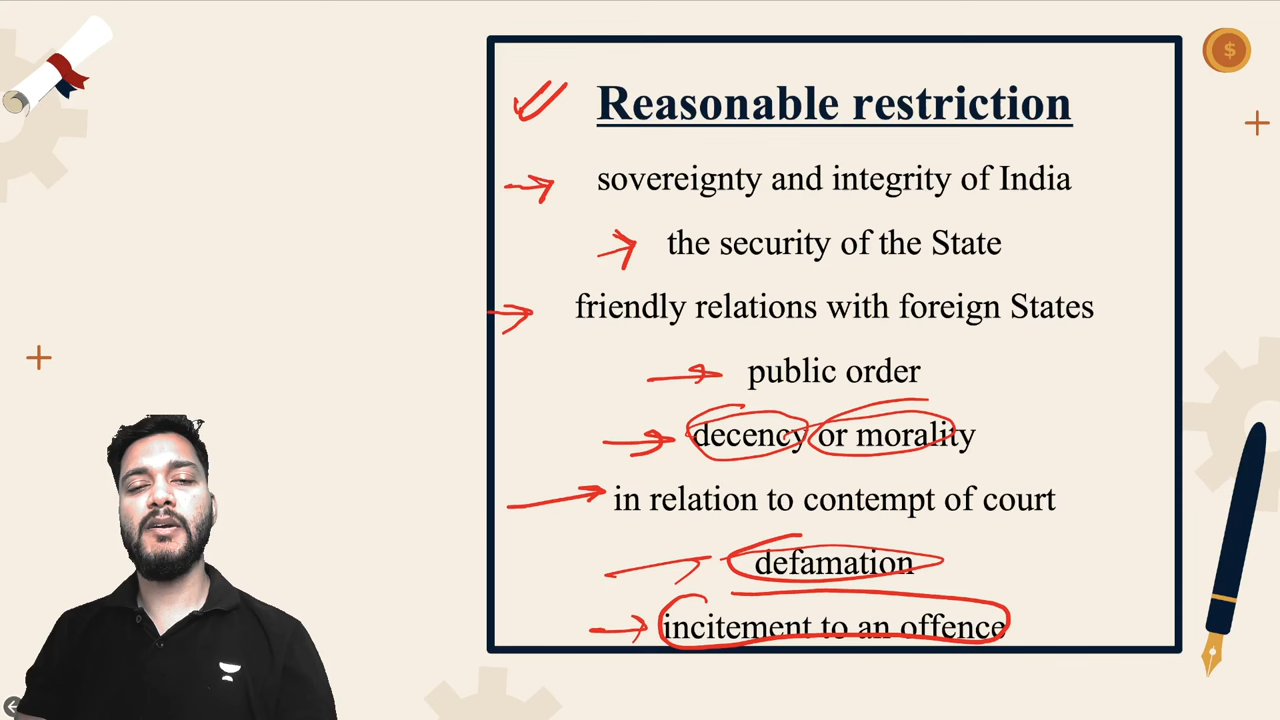 Reasonable restriction
sovereignty and integrity of India
the security of the State
friendly relations with foreign States
public order
decency or morality
in relation to contempt of court
defamation
incitement to an offence
$